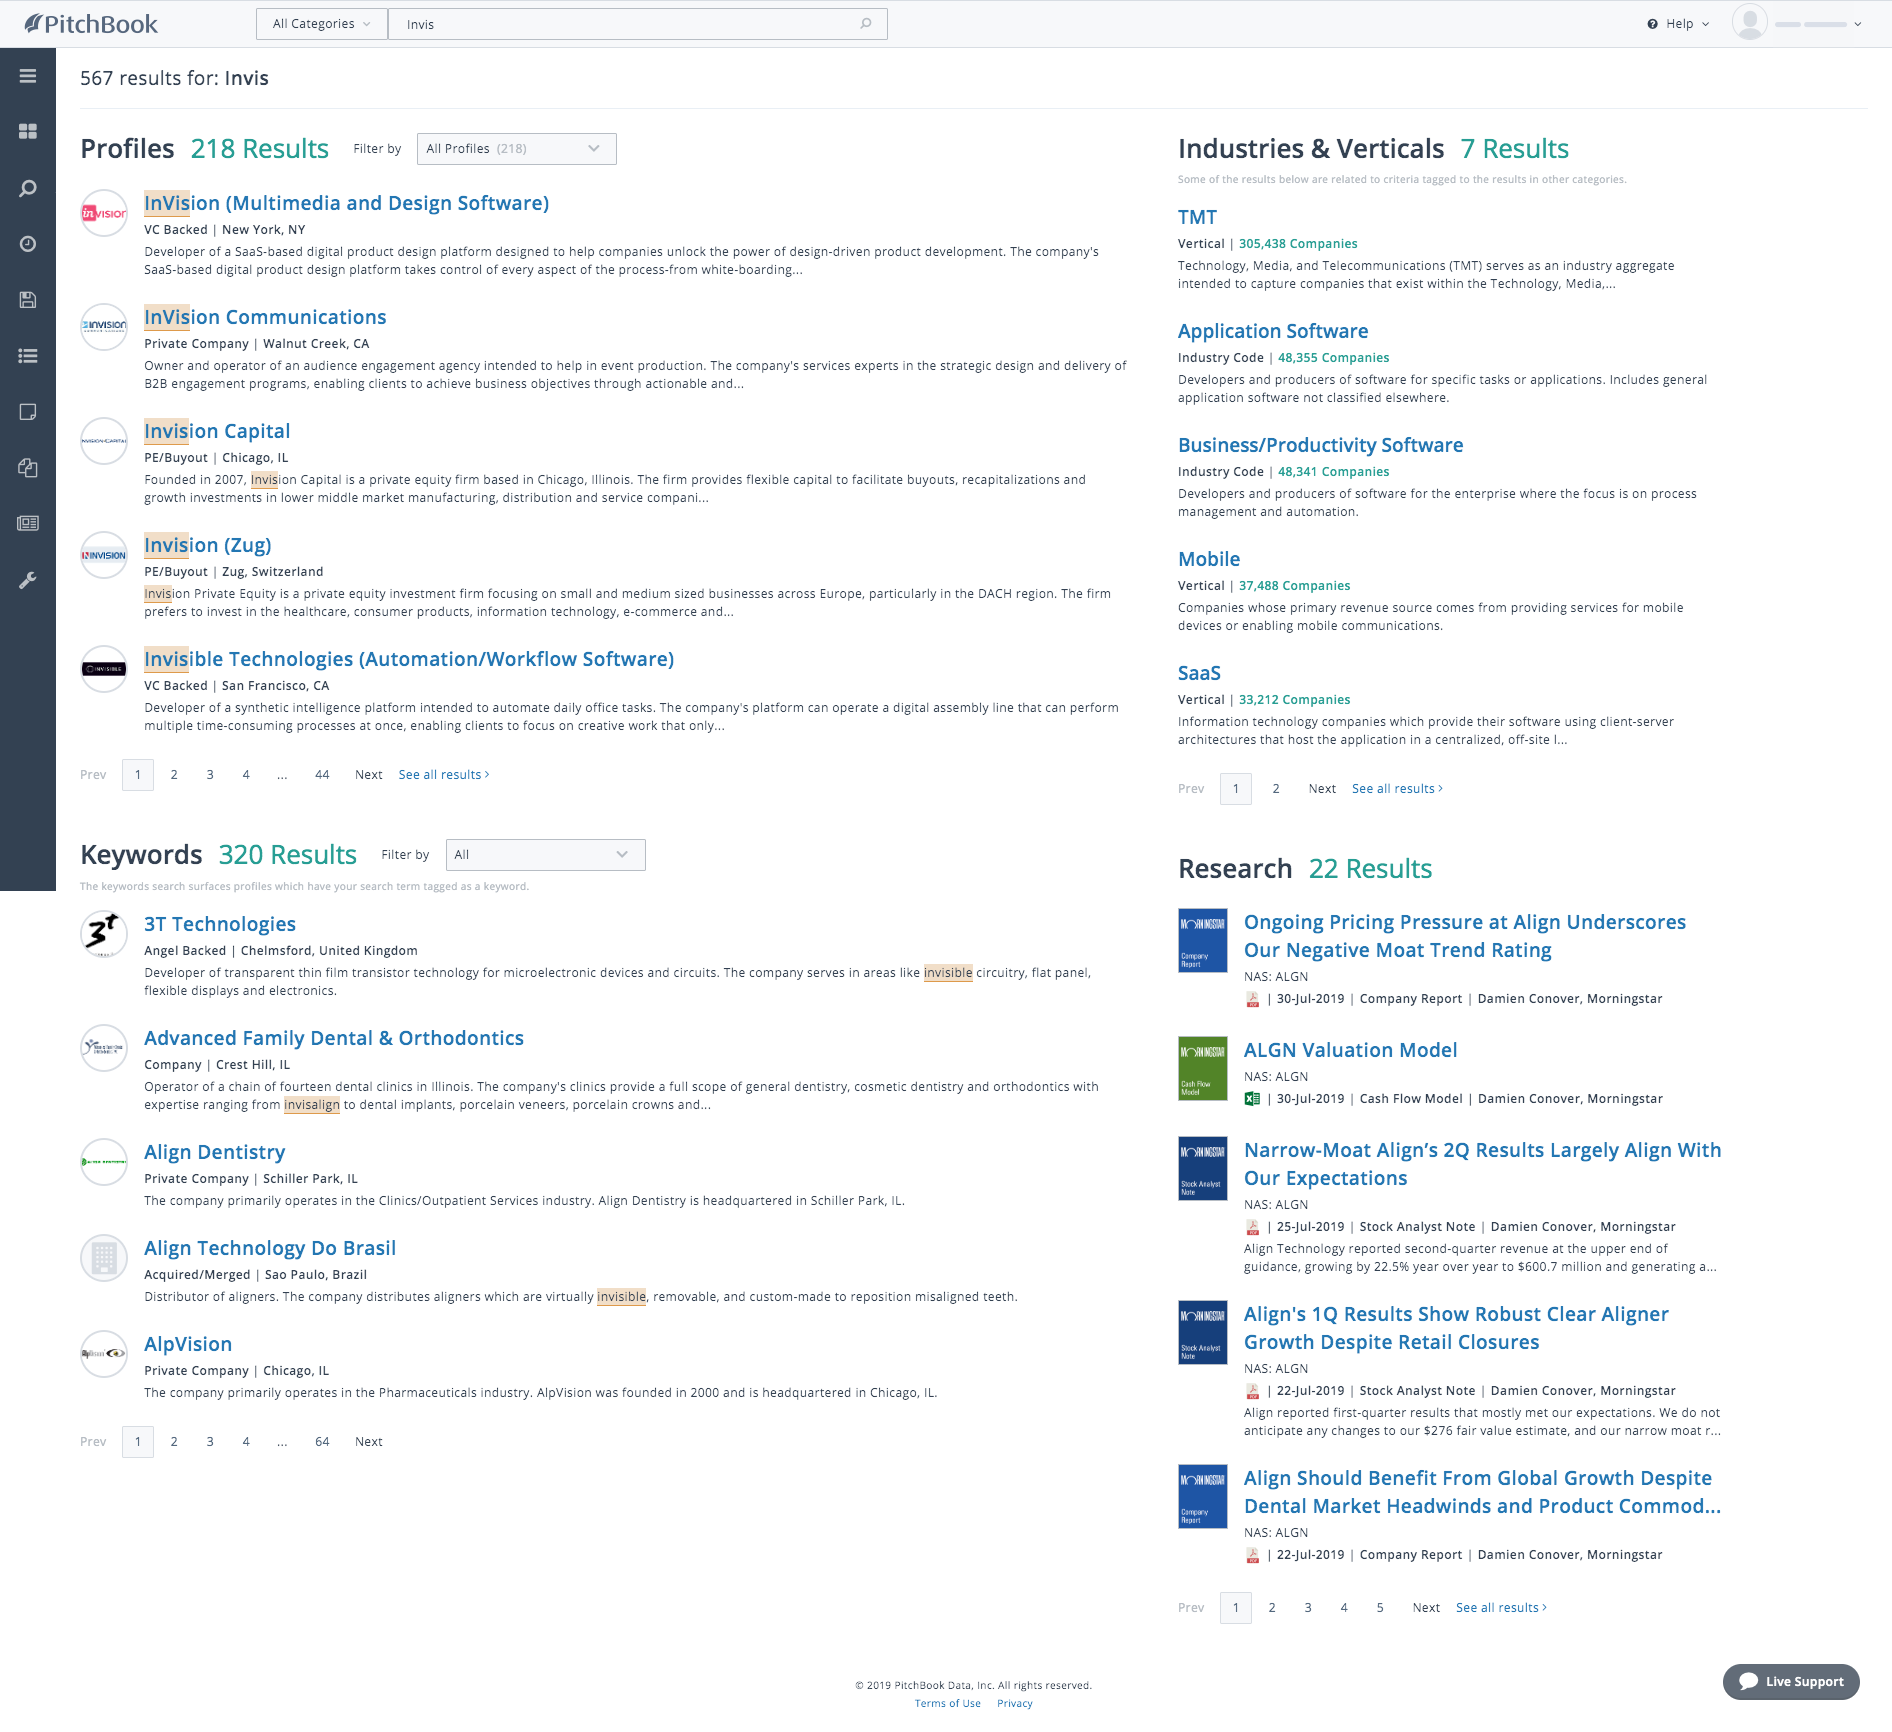 PitchBook
All Categories
Invis
Help
567 results for: Invis
Profiles 218 Results Filter by All Profiles (218)
InVision (Multimedia and Design Software)
VC Backed | New York, NY
Developer of a SaaS-based digital product design platform designed to help companies unlock the power of design-driven product development. The company's
SaaS-based digital product design platform takes control of every aspect of the process-from white-boarding...
InVision Communications
Private Company | Walnut Creek, CA
Owner and operator of an audience engagement agency intended to help in event production. The company's services experts in the strategic design and delivery of
B2B engagement programs, enabling clients to achieve business objectives through actionable and...
Invision Capital
PE/Buyout | Chicago, IL
Founded in 2007, Invision Capital is a private equity firm based in Chicago, Illinois. The firm provides flexible capital to facilitate buyouts, recapitalizations and
growth investments in lower middle market manufacturing, distribution and service compani...
Invision (Zug)
PE/Buyout | Zug, Switzerland
Invision Private Equity is a private equity investment firm focusing on small and medium sized businesses across Europe, particularly in the DACH region. The firm
prefers to invest in the healthcare, consumer products, information technology, e-commerce and...
Invisible Technologies (Automation/Workflow Software)
VC Backed | San Francisco, CA
Developer of a synthetic intelligence platform intended to automate daily office tasks. The company's platform can operate a digital assembly line that can perform
multiple time-consuming processes at once, enabling clients to focus on creative work that only...
Prev 1 2 3 4 ... 44 Next See all results >
Keywords 320 Results Filter by All
The keywords search surfaces profiles which have your search term tagged as a keyword.
3T Technologies
Angel Backed | Chelmsford, United Kingdom
Developer of transparent thin film transistor technology for microelectronic devices and circuits. The company serves in areas like invisible circuitry, flat panel,
flexible displays and electronics.
Advanced Family Dental & Orthodontics
Company | Crest Hill, IL
Operator of a chain of fourteen dental clinics in Illinois. The company's clinics provide a full scope of general dentistry, cosmetic dentistry and orthodontics with
expertise ranging from invisalign to dental implants, porcelain veneers, porcelain crowns and...
Align Dentistry
Private Company | Schiller Park, IL
The company primarily operates in the Clinics/Outpatient Services industry. Align Dentistry is headquartered in Schiller Park, IL.
Align Technology Do Brasil
Acquired/Merged | Sao Paulo, Brazil
Distributor of aligners. The company distributes aligners which are virtually invisible, removable, and custom-made to reposition misaligned teeth.
AlpVision
Private Company | Chicago, IL
The company primarily operates in the Pharmaceuticals industry. AlpVision was founded in 2000 and is headquartered in Chicago, IL.
Prev 1 2 3 4 ... 64 Next
Industries & Verticals 7 Results
Some of the results below are related to criteria tagged to the results in other categories.
TMT
Vertical | 305,438 Companies
Technology, Media, and Telecommunications (TMT) serves as an industry aggregate
intended to capture companies that exist within the Technology, Media,...
Application Software
Industry Code | 48,355 Companies
Developers and producers of software for specific tasks or applications. Includes general
application software not classified elsewhere.
Business/Productivity Software
Industry Code | 48,341 Companies
Developers and producers of software for the enterprise where the focus is on process
management and automation.
Mobile
Vertical | 37,488 Companies
Companies whose primary revenue source comes from providing services for mobile
devices or enabling mobile communications.
SaaS
Vertical | 33,212 Companies
Information technology companies which provide their software using client-server
architectures that host the application in a centralized, off-site l...
Prev 1 2 Next See all results >
Research 22 Results
MORNINGSTAR
Company
Report
Ongoing Pricing Pressure at Align Underscores
Our Negative Moat Trend Rating
NAS: ALGN
| 30-Jul-2019 | Company Report | Damien Conover, Morningstar
MORNINGSTAR
Cash Flow
Model
ALGN Valuation Model
NAS: ALGN
| 30-Jul-2019 | Cash Flow Model | Damien Conover, Morningstar
MORNINGSTAR
Stock Analyst
Note
Narrow-Moat Align’s 2Q Results Largely Align With
Our Expectations
NAS: ALGN
| 25-Jul-2019 | Stock Analyst Note | Damien Conover, Morningstar
Align Technology reported second-quarter revenue at the upper end of
guidance, growing by 22.5% year over year to $600.7 million and generating a...
MORNINGSTAR
Stock Analyst
Note
Align's 1Q Results Show Robust Clear Aligner
Growth Despite Retail Closures
NAS: ALGN
| 22-Jul-2019 | Stock Analyst Note | Damien Conover, Morningstar
Align reported first-quarter results that mostly met our expectations. We do not
anticipate any changes to our $276 fair value estimate, and our narrow moat r...
MORNINGSTAR
Company
Report
Align Should Benefit From Global Growth Despite
Dental Market Headwinds and Product Commod...
NAS: ALGN
| 22-Jul-2019 | Company Report | Damien Conover, Morningstar
Prev 1 2 3 4 5 Next See all results >
© 2019 PitchBook Data, Inc. All rights reserved.
Terms of Use Privacy
Live Support